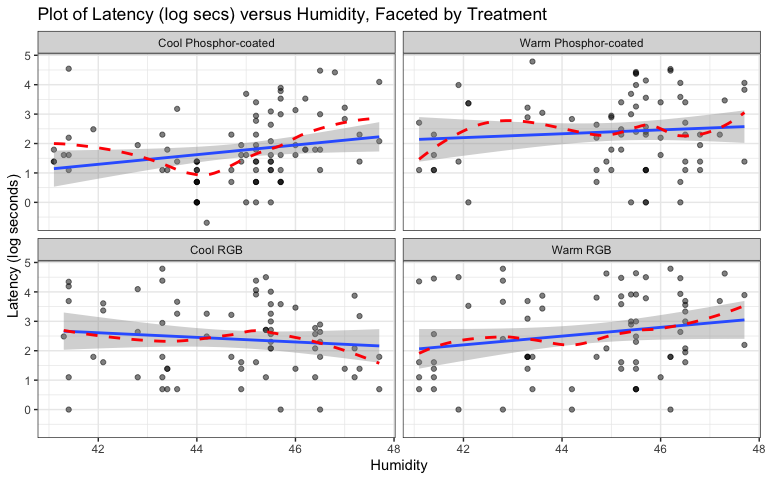 Plot of Latency (log secs) versus Humidity, Faceted by Treatment
Cool Phosphor-coated
Warm Phosphor-coated
5
4
3
2
1
0
Cool RGB
Warm RGB
5
4
3
2
1
0
Latency (log seconds)
42
44
46
48
42
44
46
48
Humidity